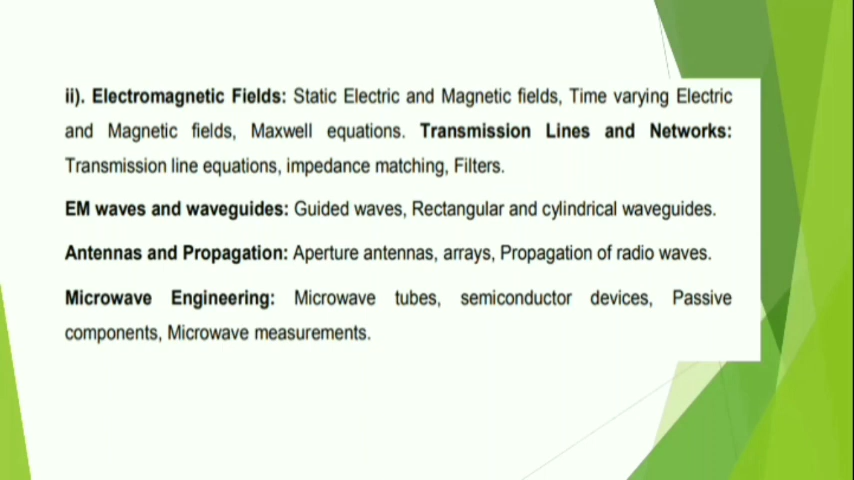 ii). Electromagnetic Fields: Static Electric and Magnetic fields, Time varying Electric
and Magnetic fields, Maxwell equations. Transmission Lines and Networks:
Transmission line equations, impedance matching, Filters.
EM waves and waveguides: Guided waves, Rectangular and cylindrical waveguides.
Antennas and Propagation: Aperture antennas, arrays, Propagation of radio waves.
Microwave Engineering: Microwave tubes, semiconductor devices, Passive
components, Microwave measurements.